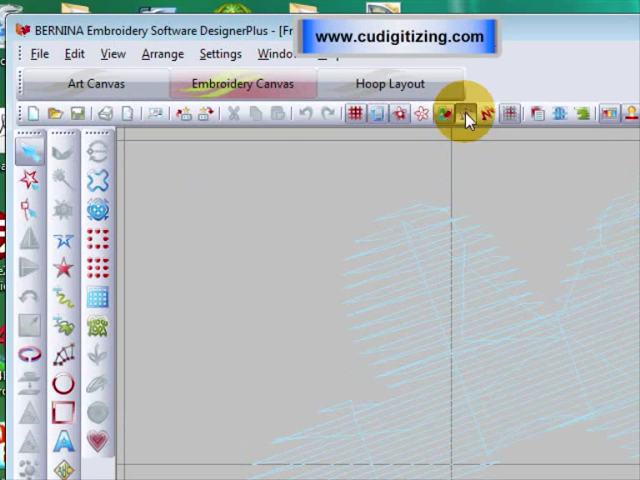 BERNINA Embroidery Software DesignerPlus - [Fr
www.cudigitizing.com
File Edit View Arrange Settings Windo
Art Canvas Embroidery Canvas Hoop Layout